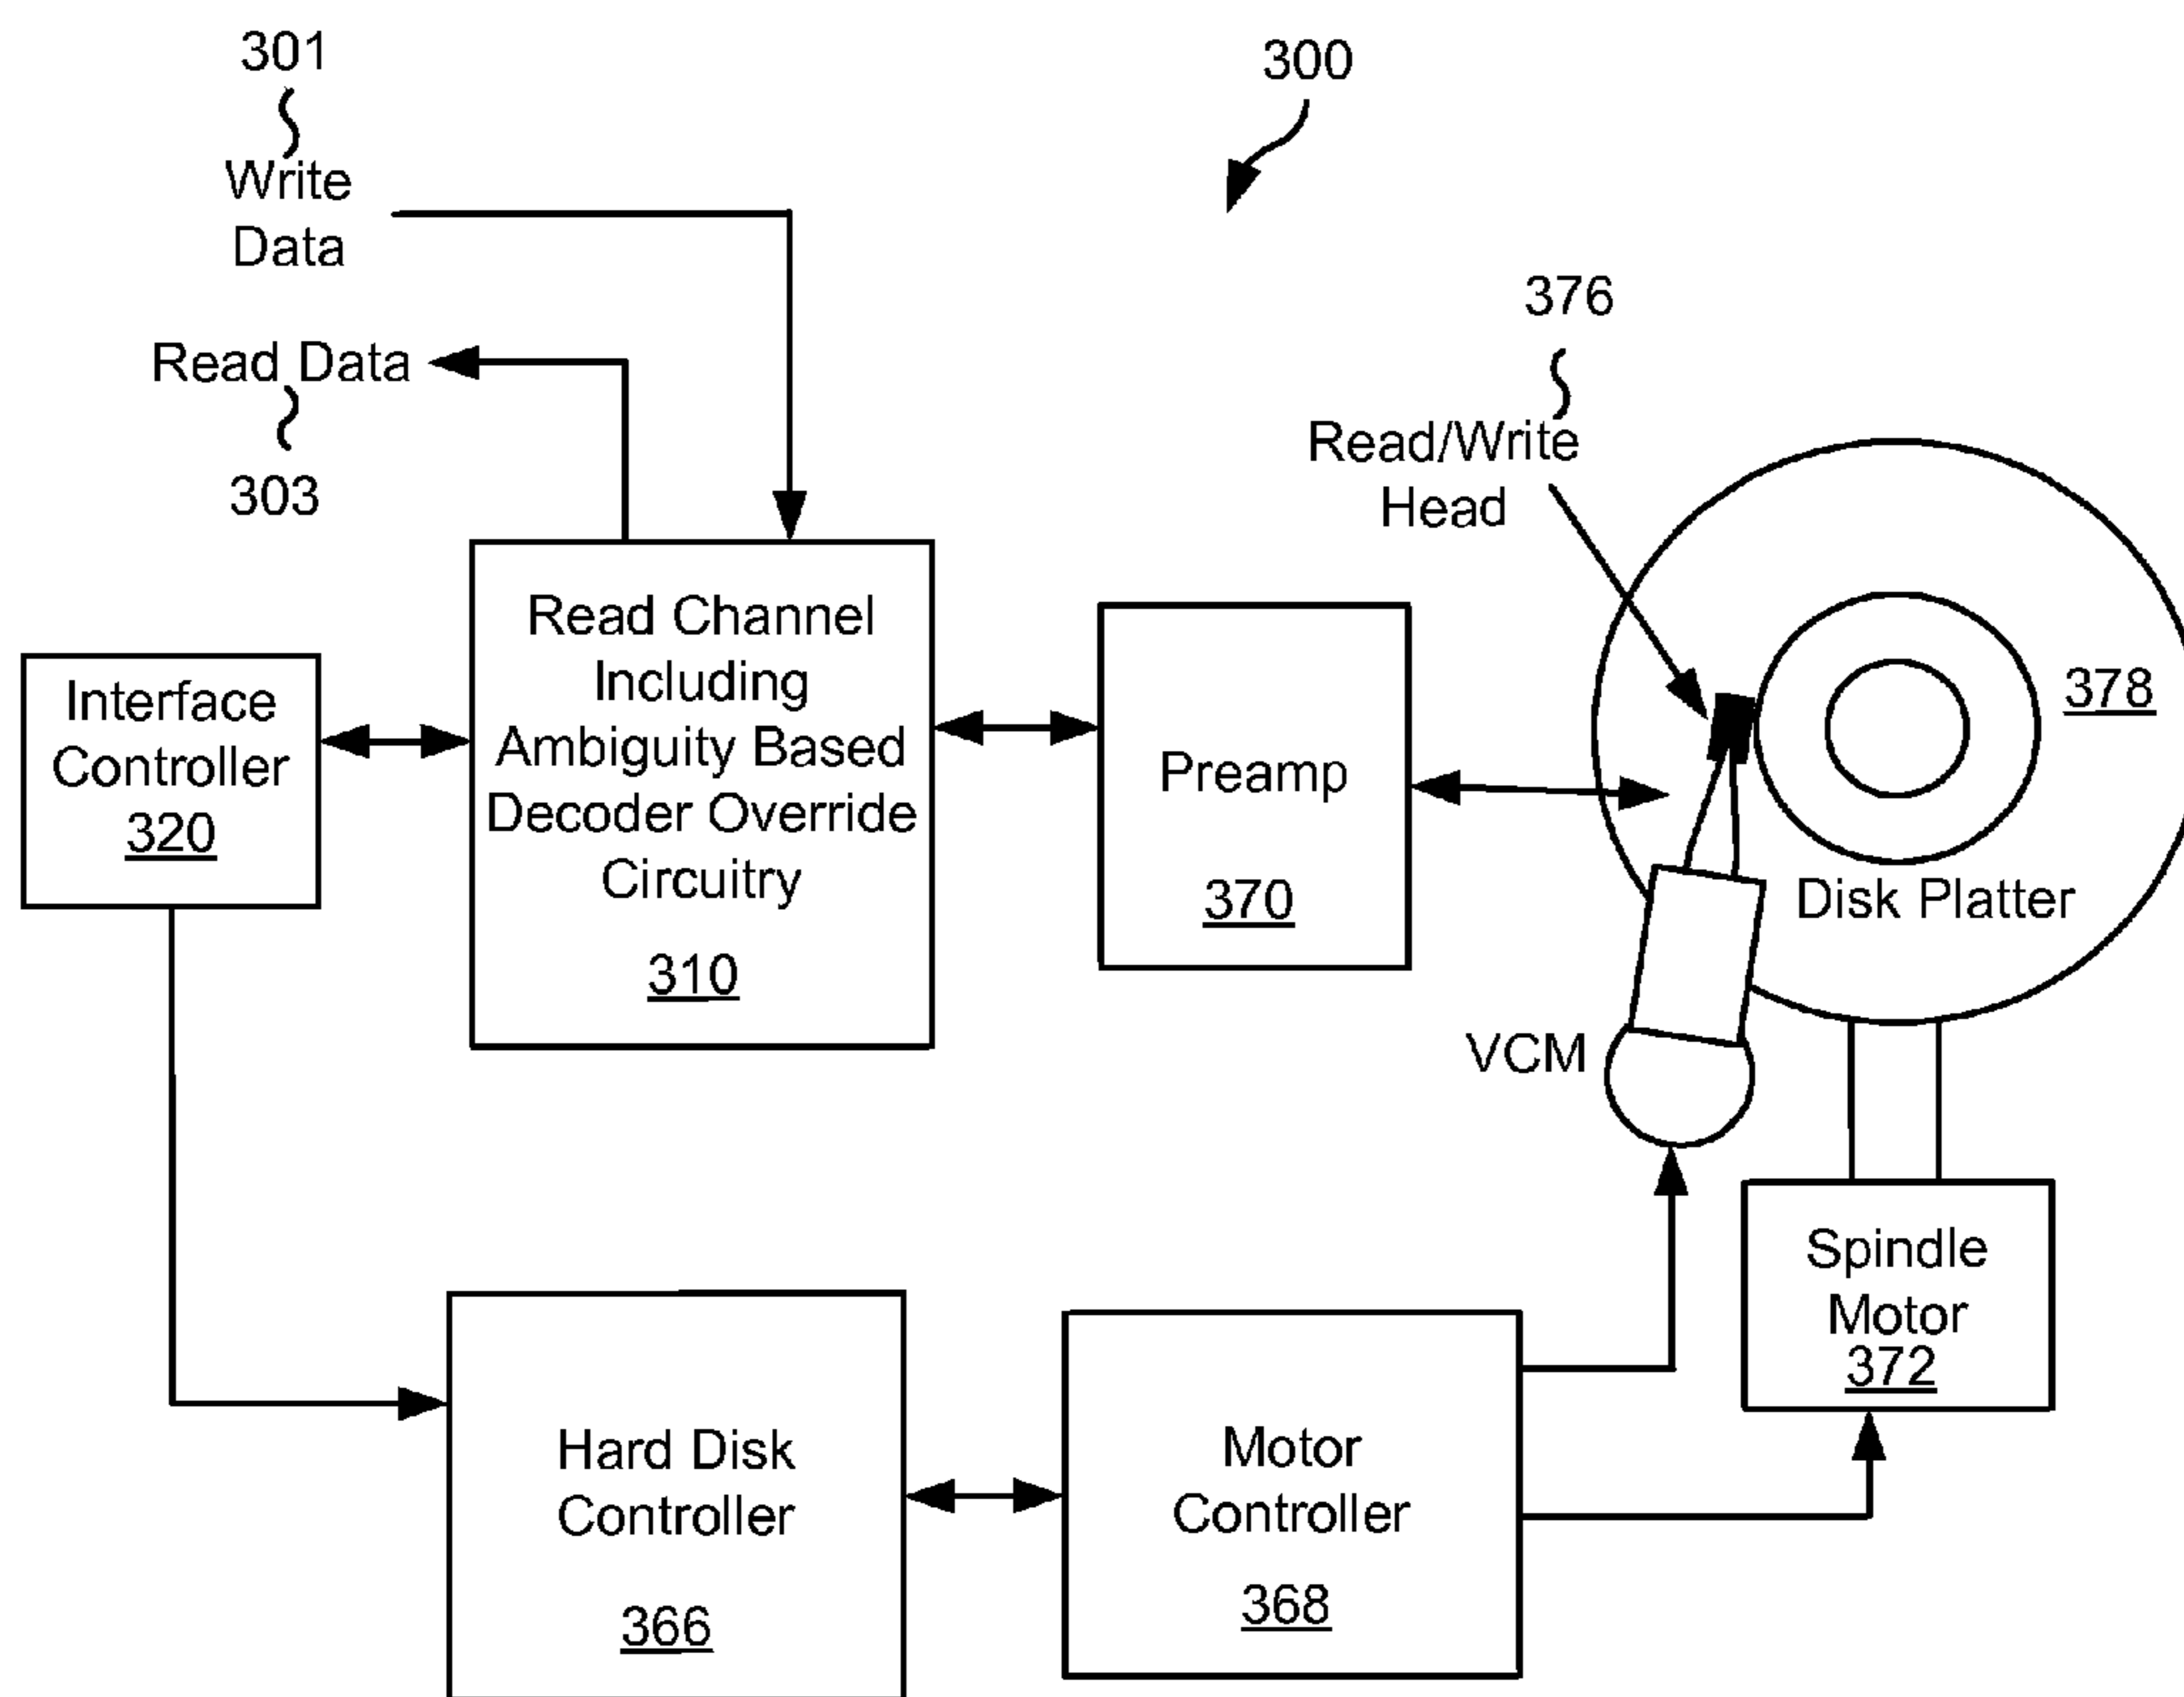 301
Write
Data
Read Data
303
300
376
Read/Write
Head
Interface
Controller
320
Read Channel
Including
Ambiguity Based
Decoder Override
Circuitry
310
Preamp
370
378
Disk Platter
VCM
Spindle
Motor
372
Hard Disk
Controller
366
Motor
Controller
368